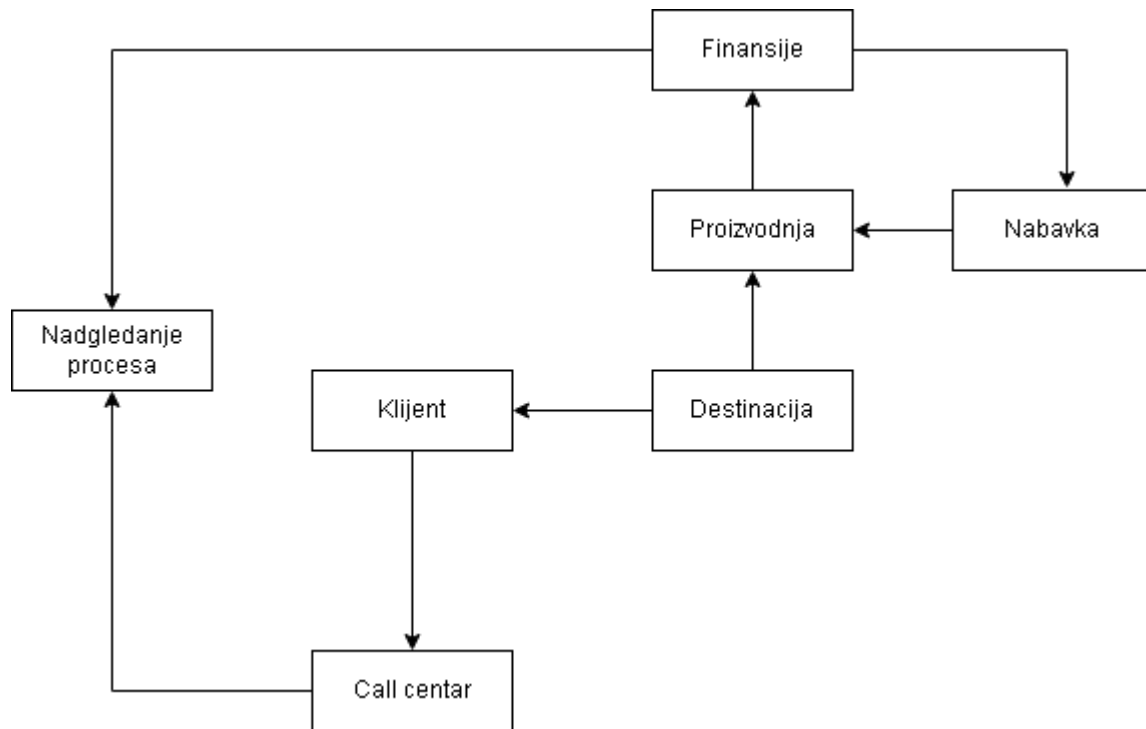 Finansije
Proizvodnja
Nabavka
Nadgledanje
procesa
Klijent
Destinacija
Call centar